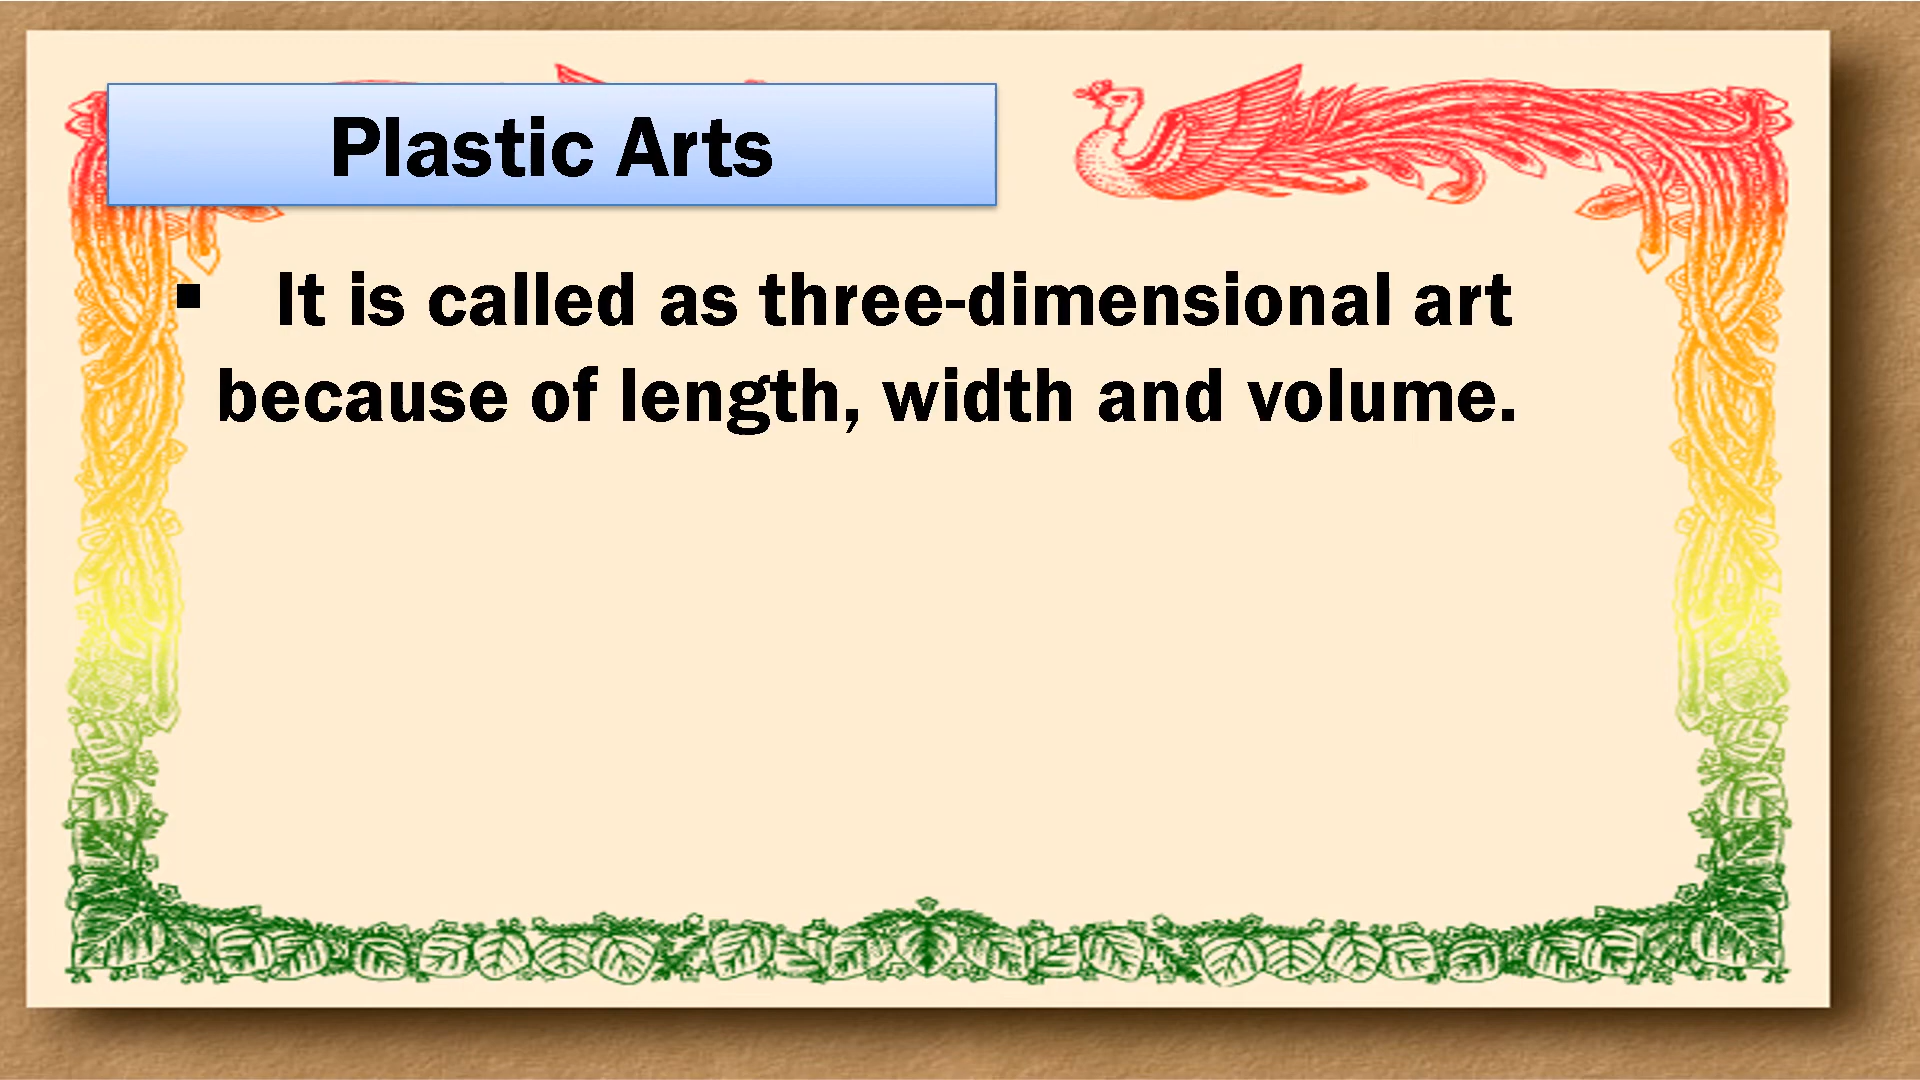 Plastic Arts
▪ It is called as three-dimensional art
because of length, width and volume.